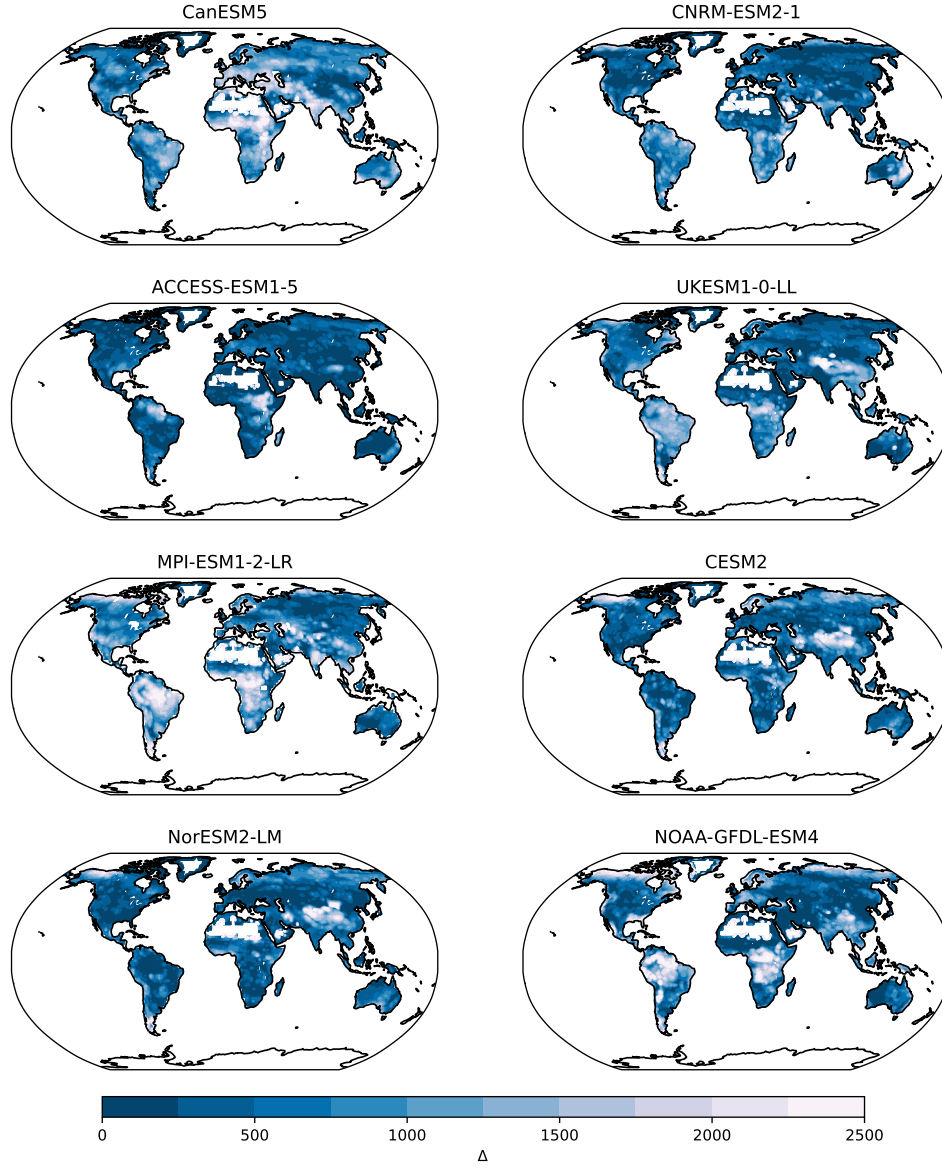 CanESM5 CNRM-ESM2-1
ACCESS-ESM1-5 UKESM1-0-LL
MPI-ESM1-2-LR CESM2
NorESM2-LM NOAA-GFDL-ESM4
0 500 1000 1500 2000 2500
Δ